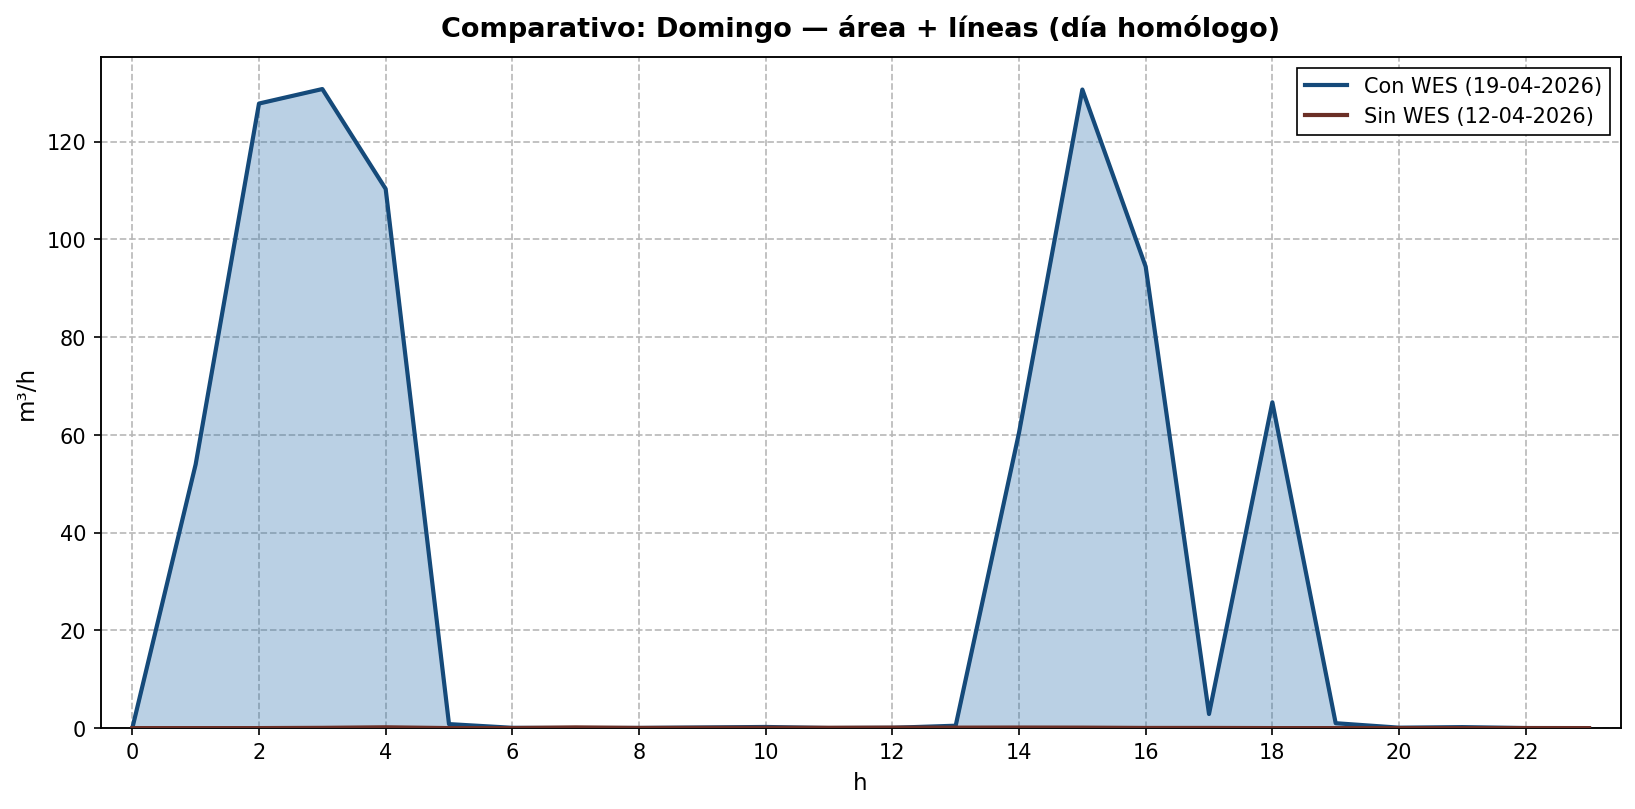 Comparativo: Domingo — área + líneas (día homólogo)
Con WES (19-04-2026)
Sin WES (12-04-2026)
120
100
80
60
40
20
0
m³/h
0 2 4 6 8 10 12 14 16 18 20 22
h